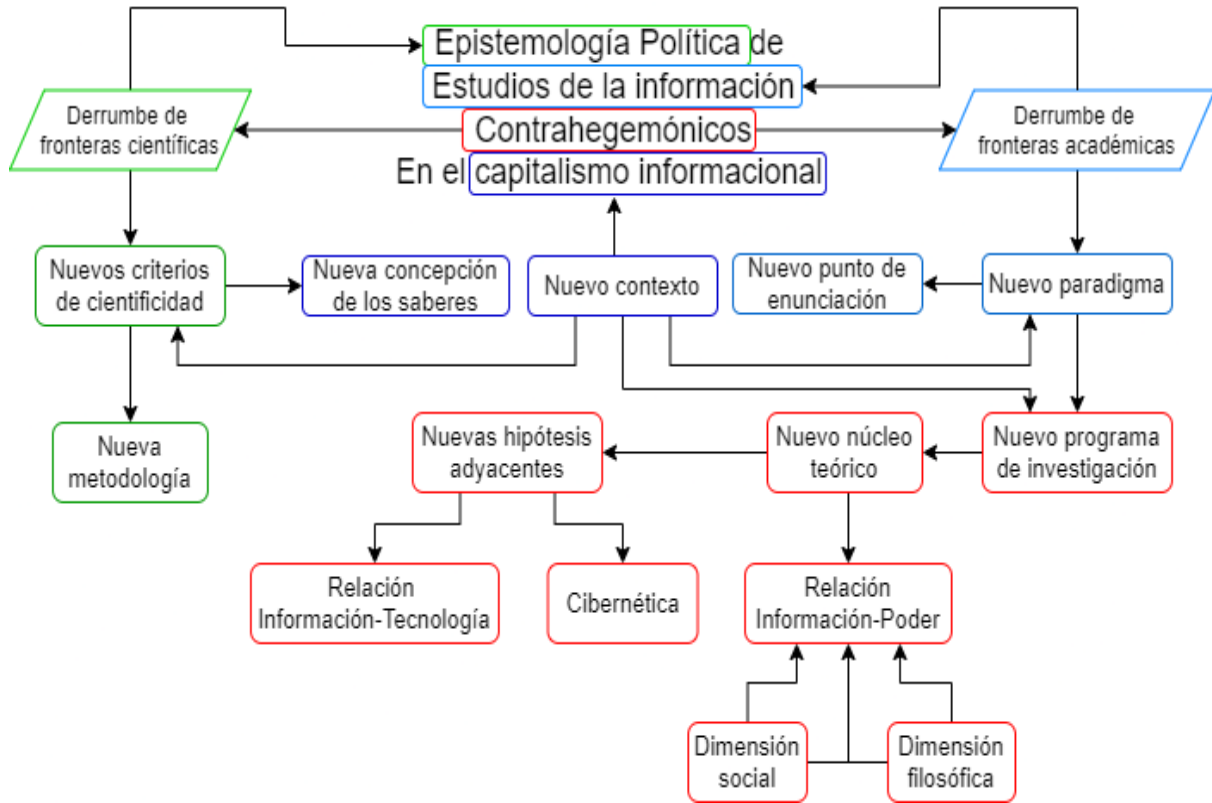 Epistemología Política de
Estudios de la información
Contrahegemónicos
En el capitalismo informacional
Derrumbe de
fronteras científicas
Derrumbe de
fronteras académicas
Nuevos criterios
de cientificidad
Nueva concepción
de los saberes
Nuevo contexto
Nuevo punto de
enunciación
Nuevo paradigma
Nueva
metodología
Nuevas hipótesis
adyacentes
Nuevo núcleo
teórico
Nuevo programa
de investigación
Relación
Información-Tecnología
Cibernética
Relación
Información-Poder
Dimensión
social
Dimensión
filosófica